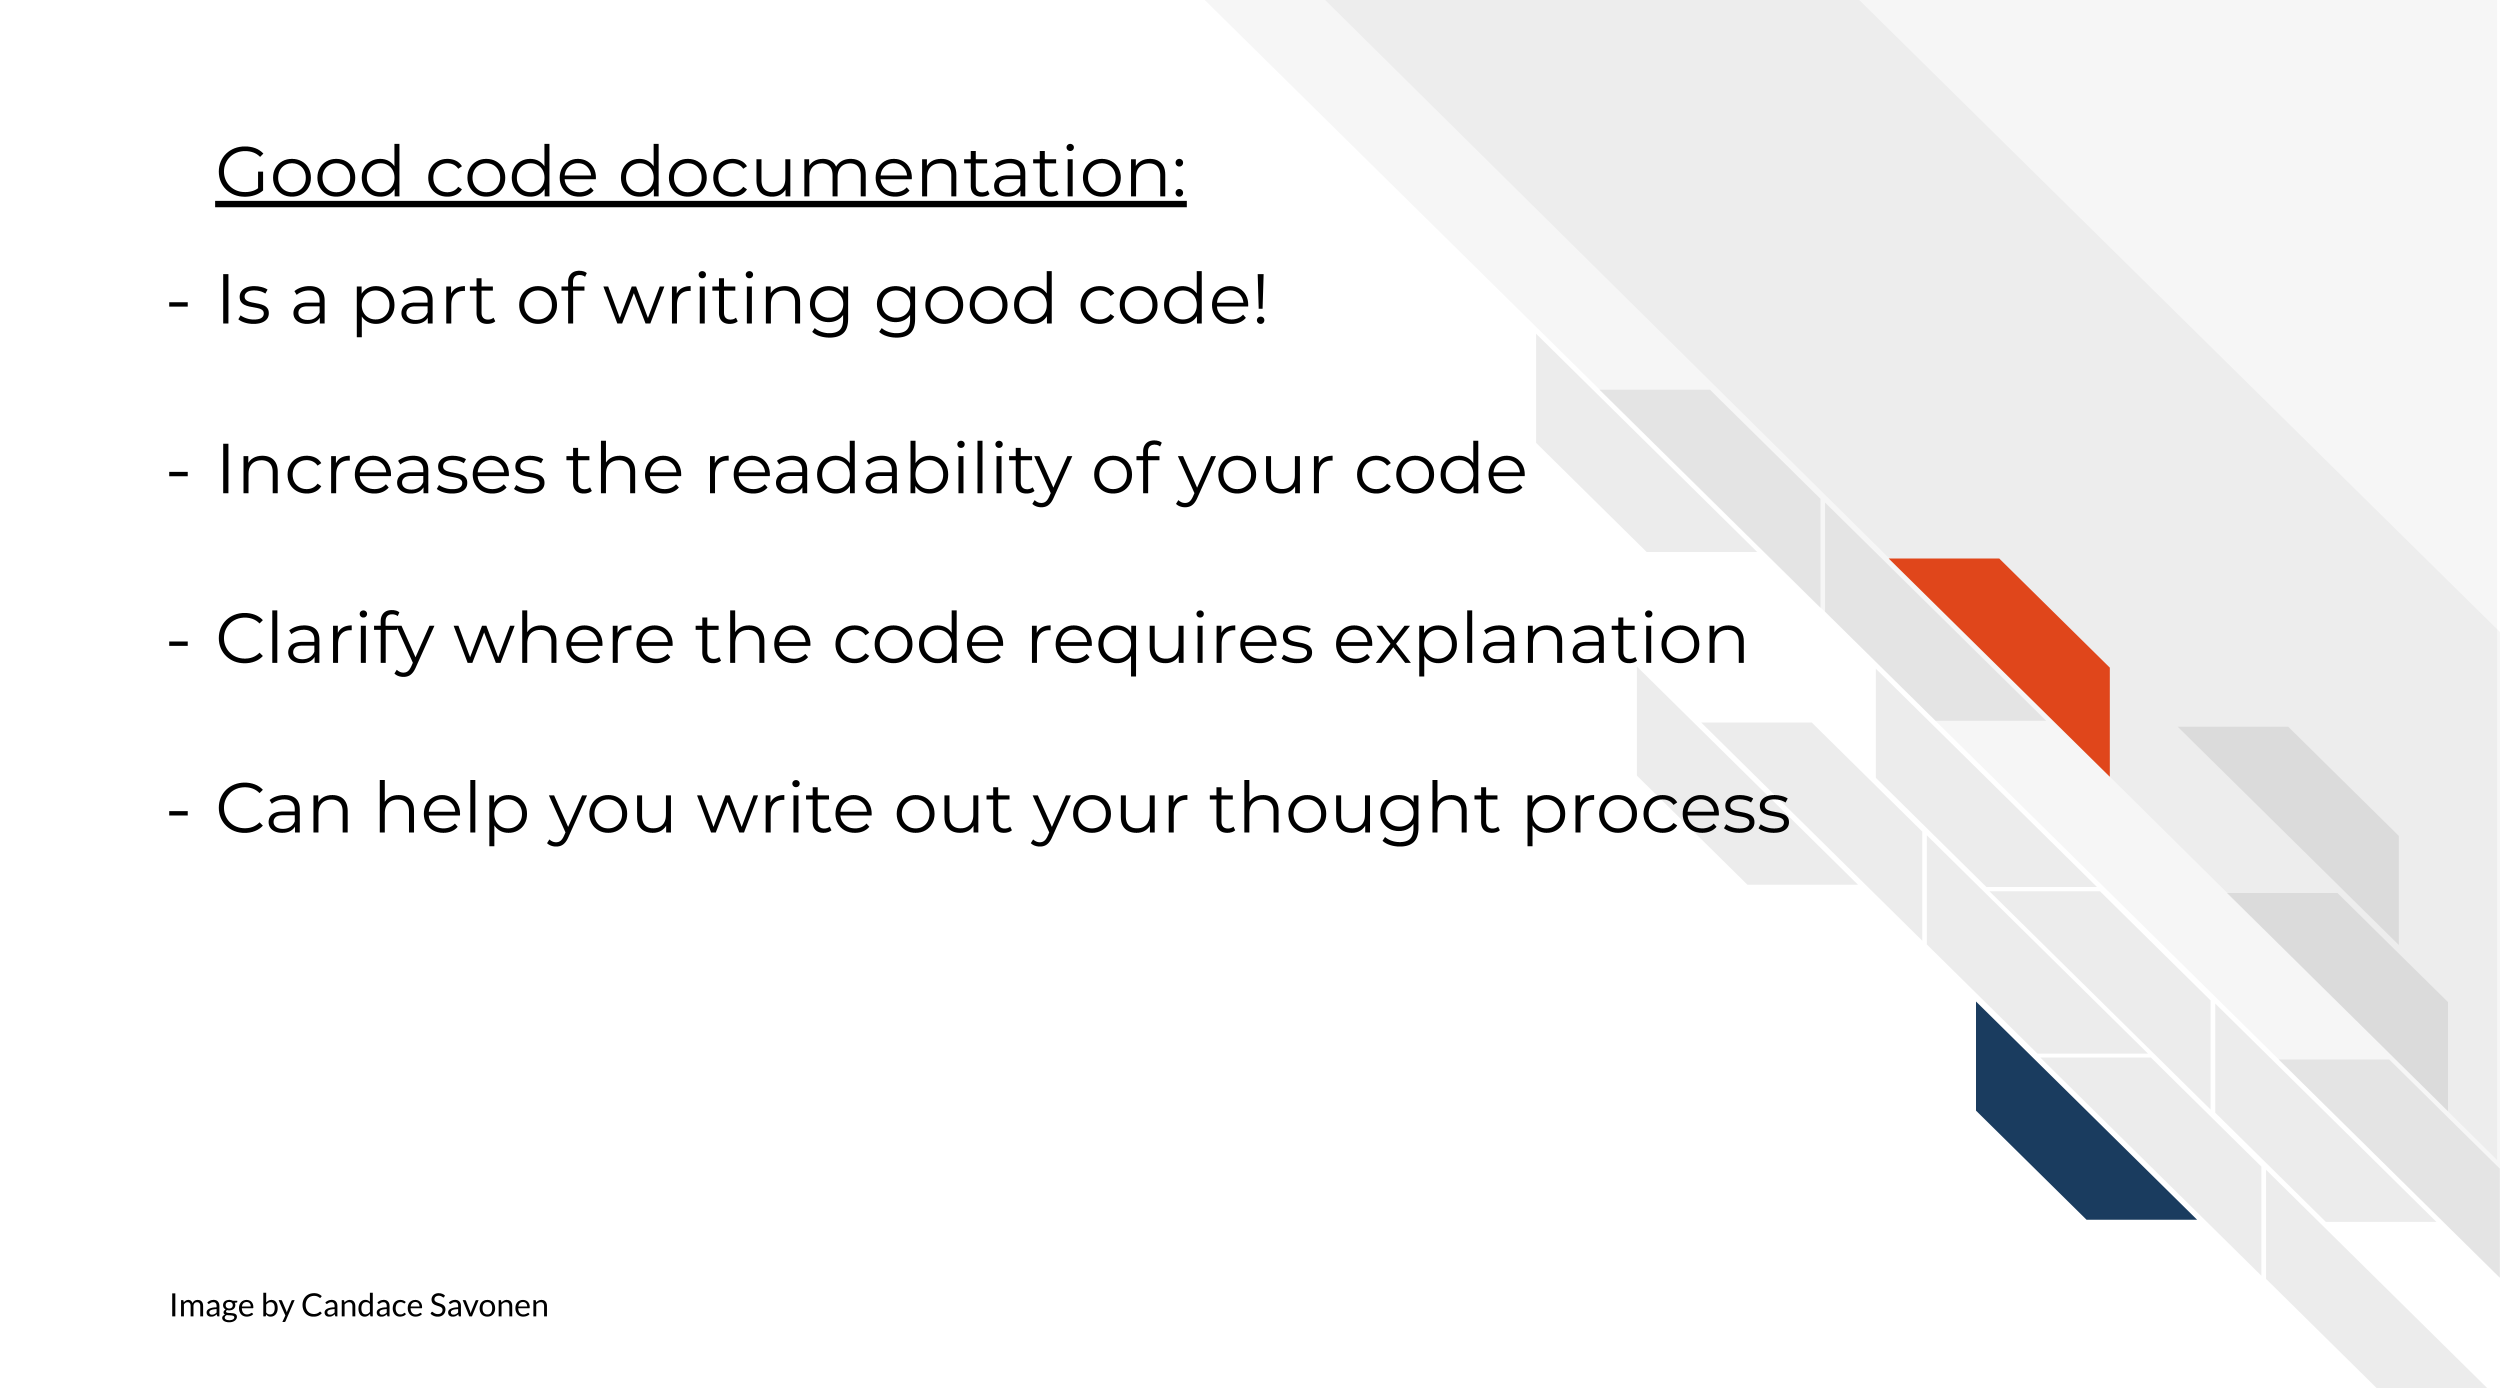 Good code documentation:
- Is a part of writing good code!
- Increases the readability of your code
- Clarify where the code requires explanation
- Can help you write out your thought process
Image by Candace Savonen